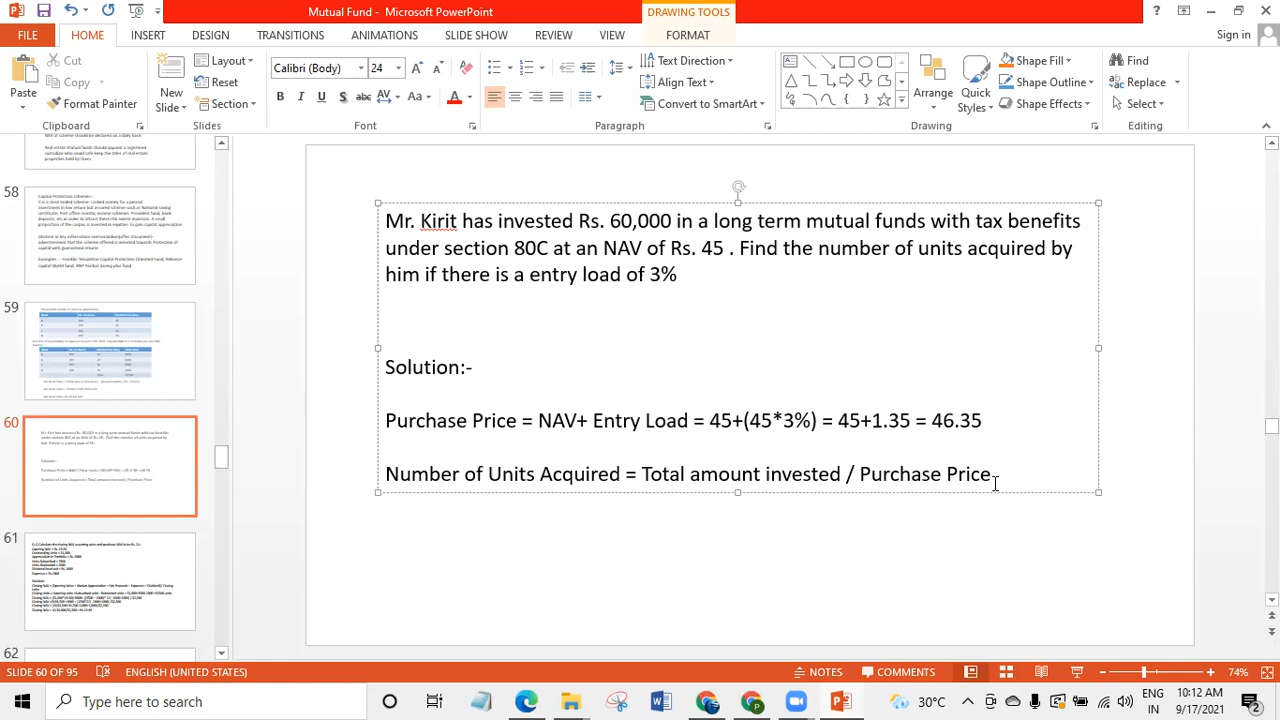 Mutual Fund - Microsoft PowerPoint
DRAWING TOOLS
FILE HOME INSERT DESIGN TRANSITIONS ANIMATIONS SLIDE SHOW REVIEW VIEW FORMAT
Sign in
Paste
Cut
Copy
Format Painter
Clipboard
New Slide
Layout
Reset
Section
Slides
Calibri (Body) 24
Font
Paragraph
Text Direction
Align Text
Convert to SmartArt
Arrange
Quick Styles
Shape Fill
Shape Outline
Shape Effects
Drawing
Find
Replace
Select
Editing
58
59
60
61
62
Mr. Kirit has invested Rs. 60,000 in a long term mutual funds with tax benefits
under section 80C at an NAV of Rs. 45 . Find the number of units acquired by
him if there is a entry load of 3%
Solution:-
Purchase Price = NAV+ Entry Load = 45+(45*3%) = 45+1.35 = 46.35
Number of Units Acquired = Total amount invested / Purchase Price
SLIDE 60 OF 95 ENGLISH (UNITED STATES) NOTES COMMENTS 74%
Type here to search
30°C
ENG
IN
10:12 AM
9/17/2021
2